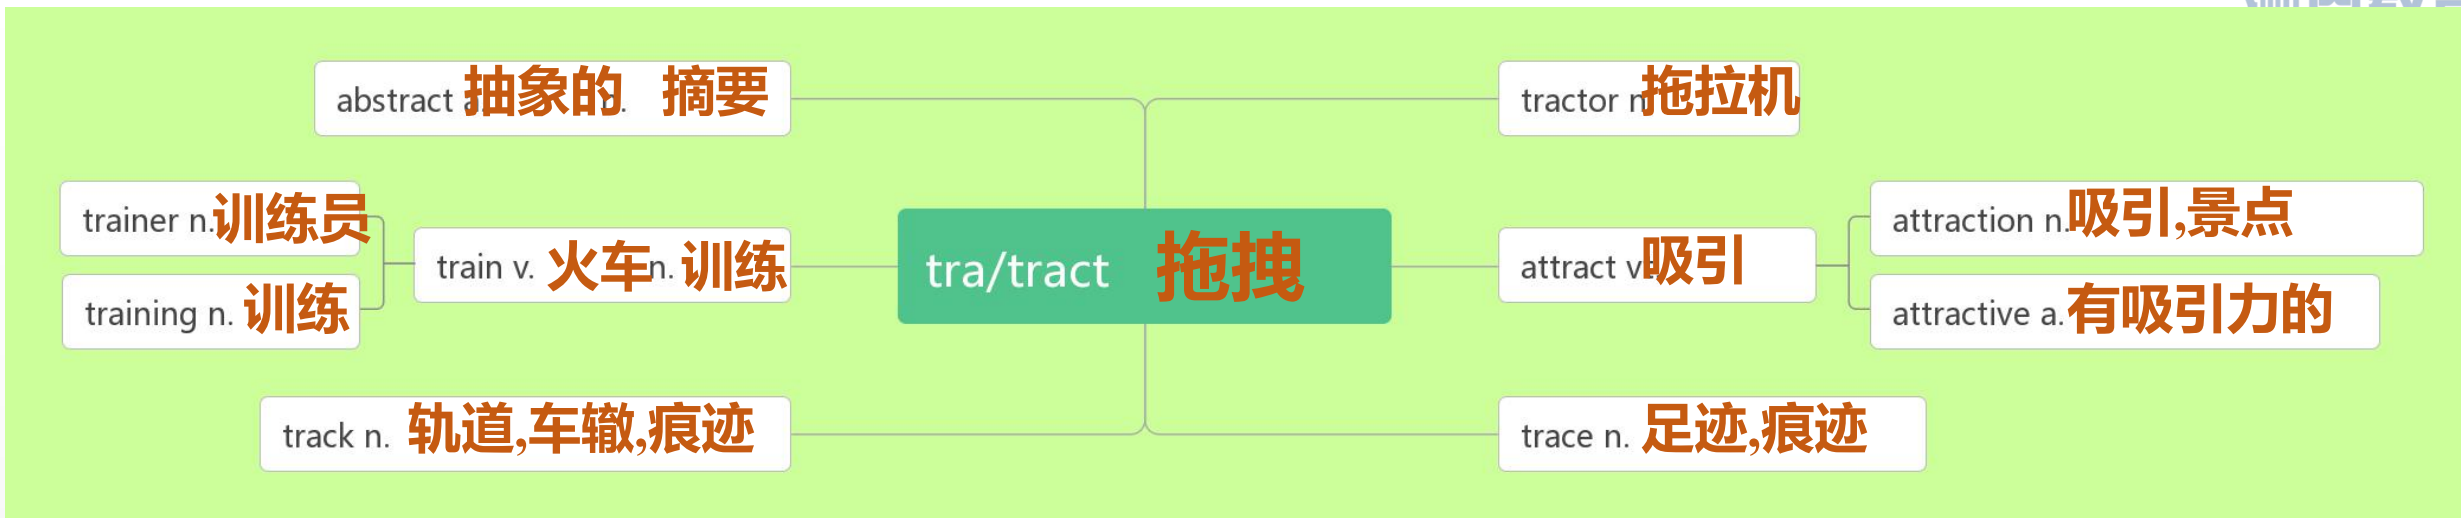 abstract a. 抽象的 n. 摘要
trainer n. 训练员
training n. 训练
train v. 火车 n. 训练
track n. 轨道,车辙,痕迹
tra/tract 拖拽
tractor n 拖拉机
attract v 吸引
attraction n. 吸引,景点
attractive a. 有吸引力的
trace n. 足迹,痕迹